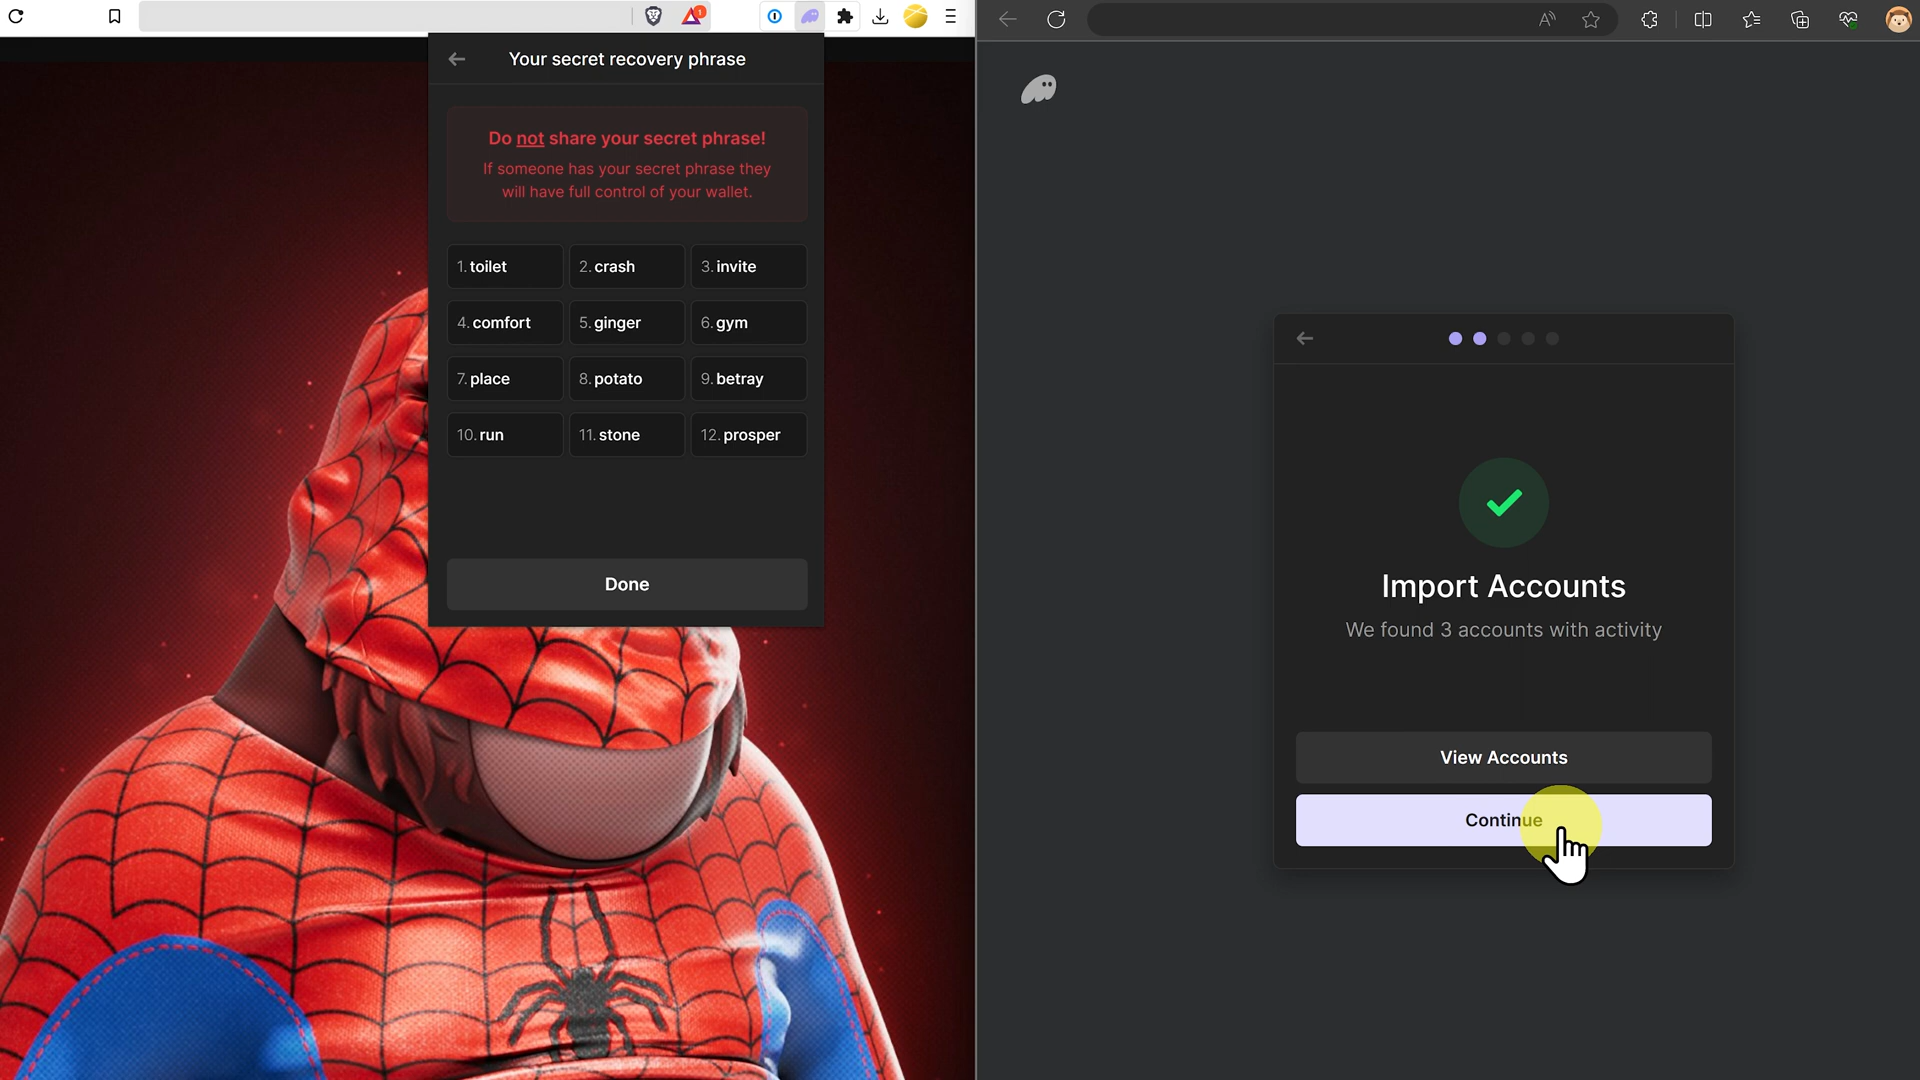 Your secret recovery phrase
Do not share your secret phrase!
If someone has your secret phrase they
will have full control of your wallet.
1. toilet
2. crash
3. invite
4. comfort
5. ginger
6. gym
7. place
8. potato
9. betray
10. run
11. stone
12. prosper
Done
1
Import Accounts
We found 3 accounts with activity
View Accounts
Continue